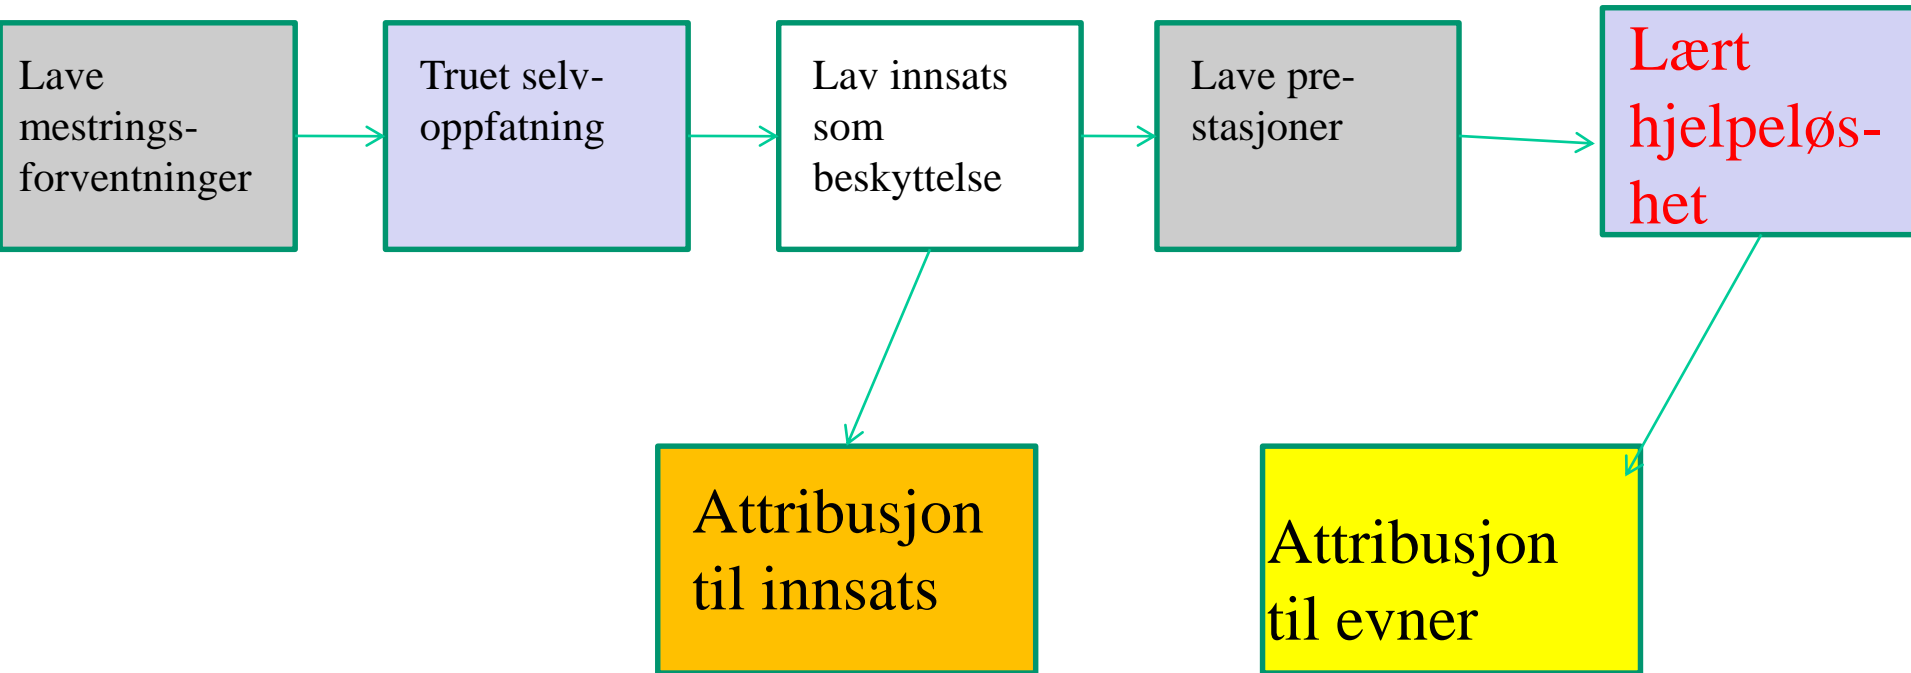 Lave
mestrings-
forventninger
Truet selv-
oppfatning
Lav innsats
som
beskyttelse
Lave pre-
stasjoner
Lært
hjelpeløs-
het
Attribusjon
til innsats
Attribusjon
til evner